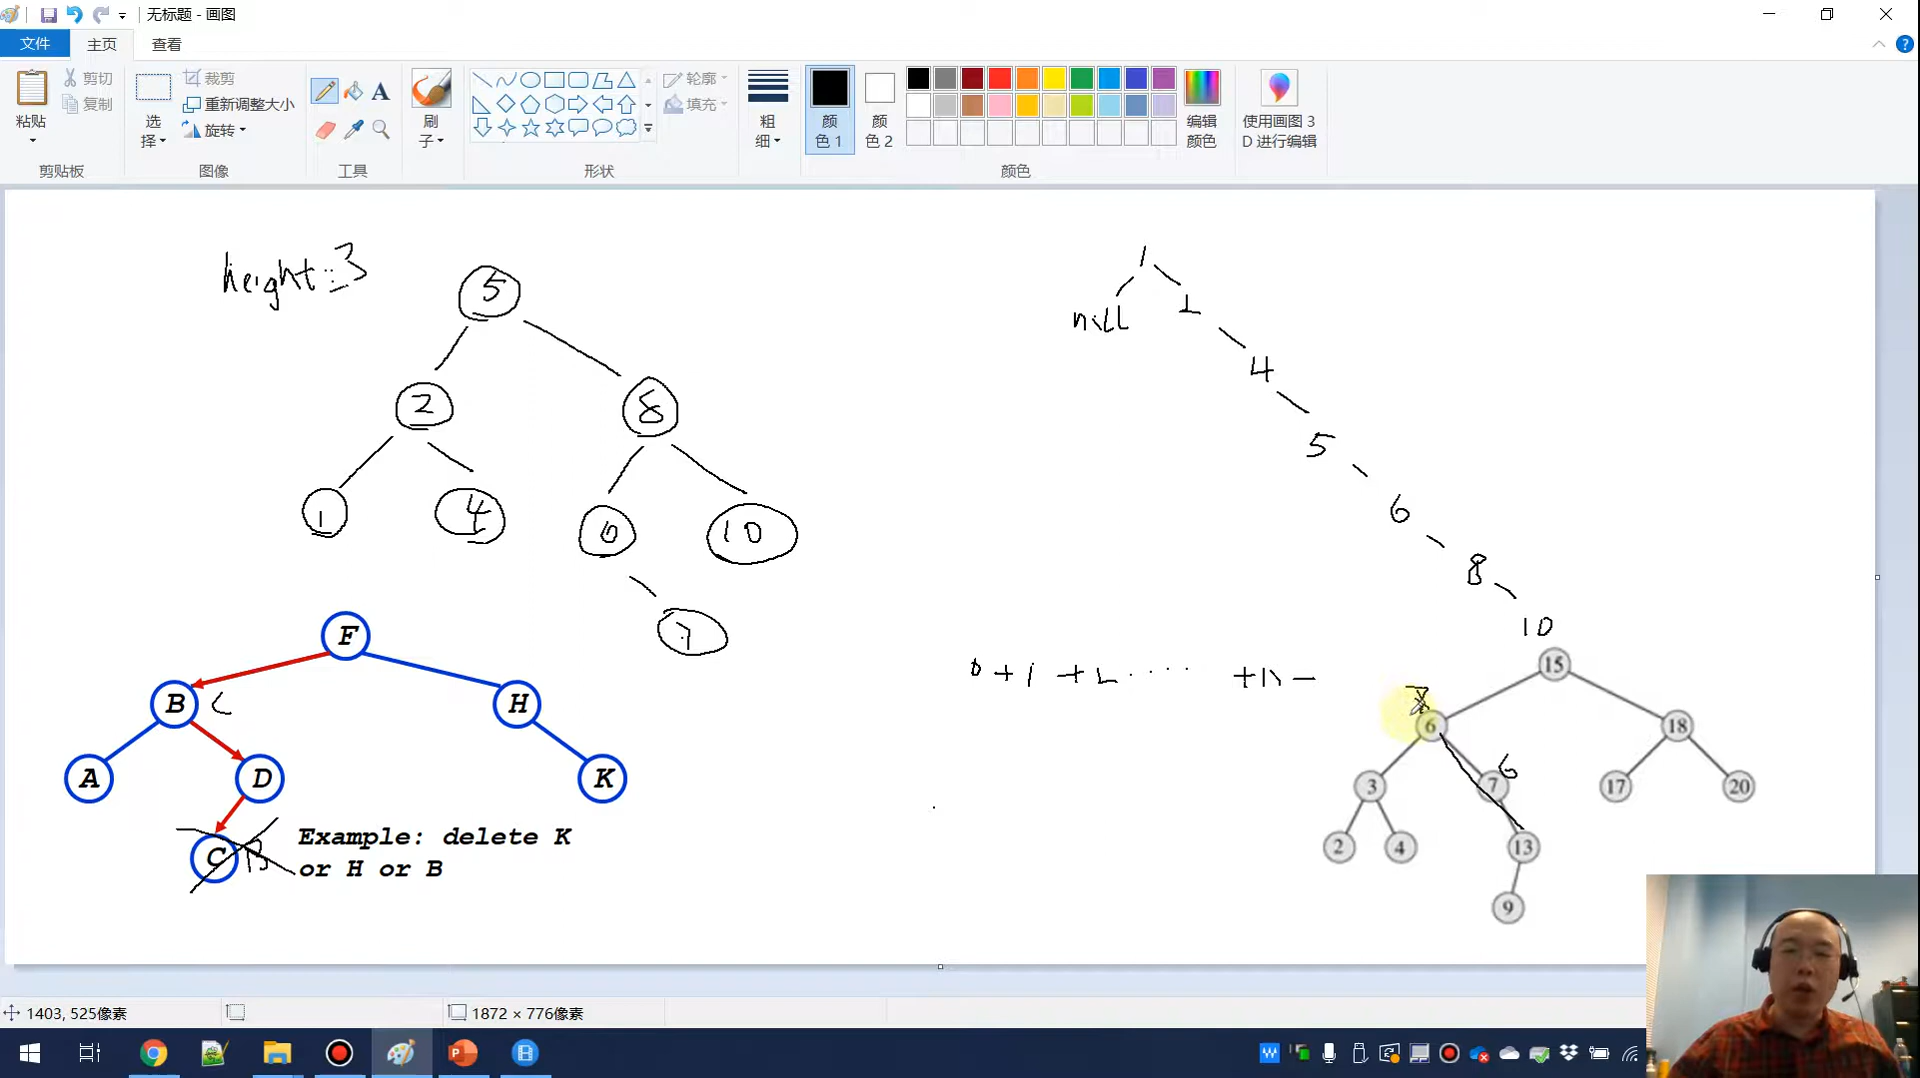 无标题 - 画图
文件 主页 查看
粘贴 剪切 复制 剪贴板
选择 裁剪 重新调整大小 旋转 图像
A 工具
刷子
轮廓 填充 形状
粗细
颜色 1
颜色 2
颜色
编辑颜色
使用画图 3D 进行编辑
height=3
5
2 8
1 4 6 10
7
1
null 2
4
5
6
8
10
F
B C H
A D K
C B
Example: delete K
or H or B
0+1+2.....+n-
15
7
6 18
3 7 6 17 20
2 4 13
9
1403, 525像素
1872 × 776像素